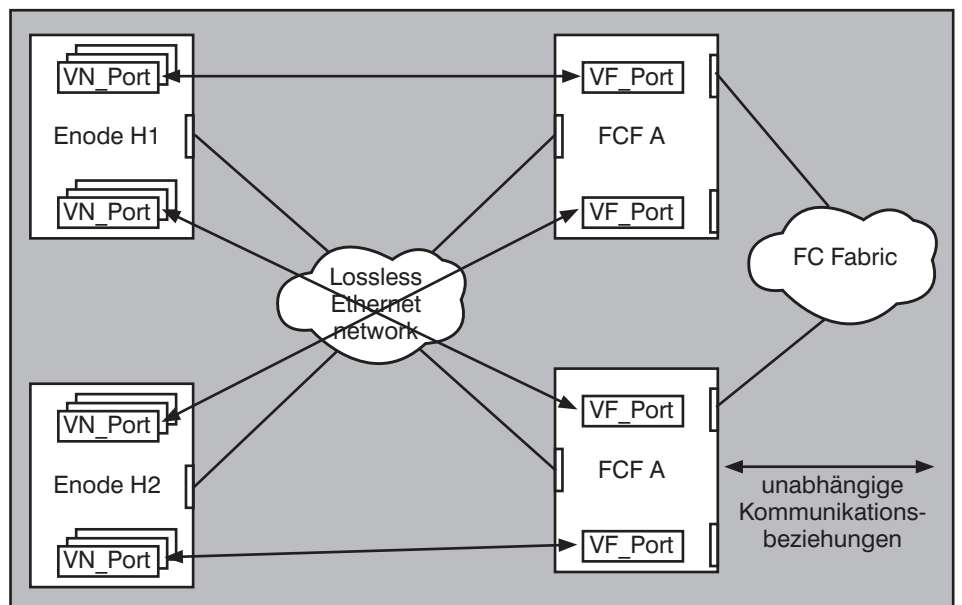 VN_Port
Enode H1
VN_Port
VF_Port
FCF A
VF_Port
FC Fabric
Lossless
Ethernet
network
VN_Port
Enode H2
VN_Port
VF_Port
FCF A
VF_Port
unabhängige
Kommunikations-
beziehungen